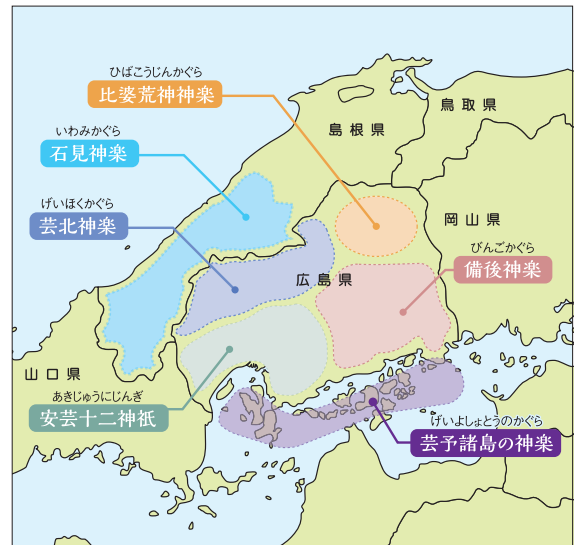 ひばこうじんかぐら
比婆荒神神楽
鳥取県
島根県
いわみかぐら
石見神楽
げいほくかぐら
芸北神楽
岡山県
びんごかぐら
備後神楽
広島県
山口県
あきじゅうにじんぎ
安芸十二神祇
げいよしょとうのかぐら
芸予諸島の神楽